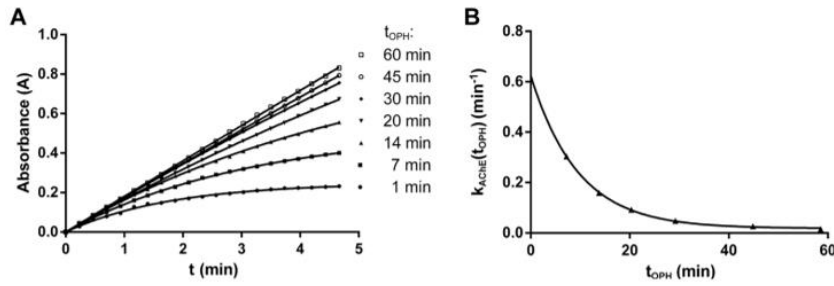 A
Absorbance (A)
1.0
0.8
0.6
0.4
0.2
0.0
0
1
2
3
4
5
t (min)
tOPH:
60 min
45 min
30 min
20 min
14 min
7 min
1 min
B
kAChE(tOPH) (min-1)
0.8
0.6
0.4
0.2
0.0
0
20
40
60
tOPH (min)